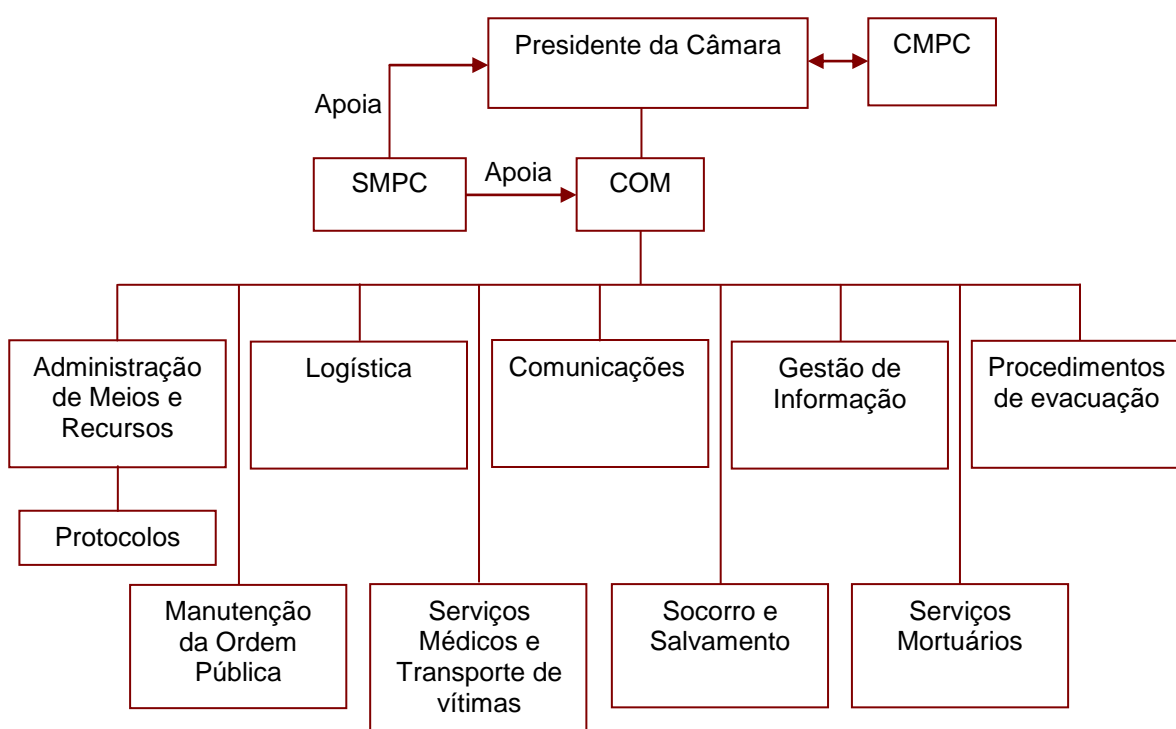 Presidente da Câmara
CMPC
Apoia
SMPC
Apoia
COM
Administração
de Meios e
Recursos
Logística
Comunicações
Gestão de
Informação
Procedimentos
de evacuação
Protocolos
Manutenção
da Ordem
Pública
Serviços
Médicos e
Transporte de
vítimas
Socorro e
Salvamento
Serviços
Mortuários